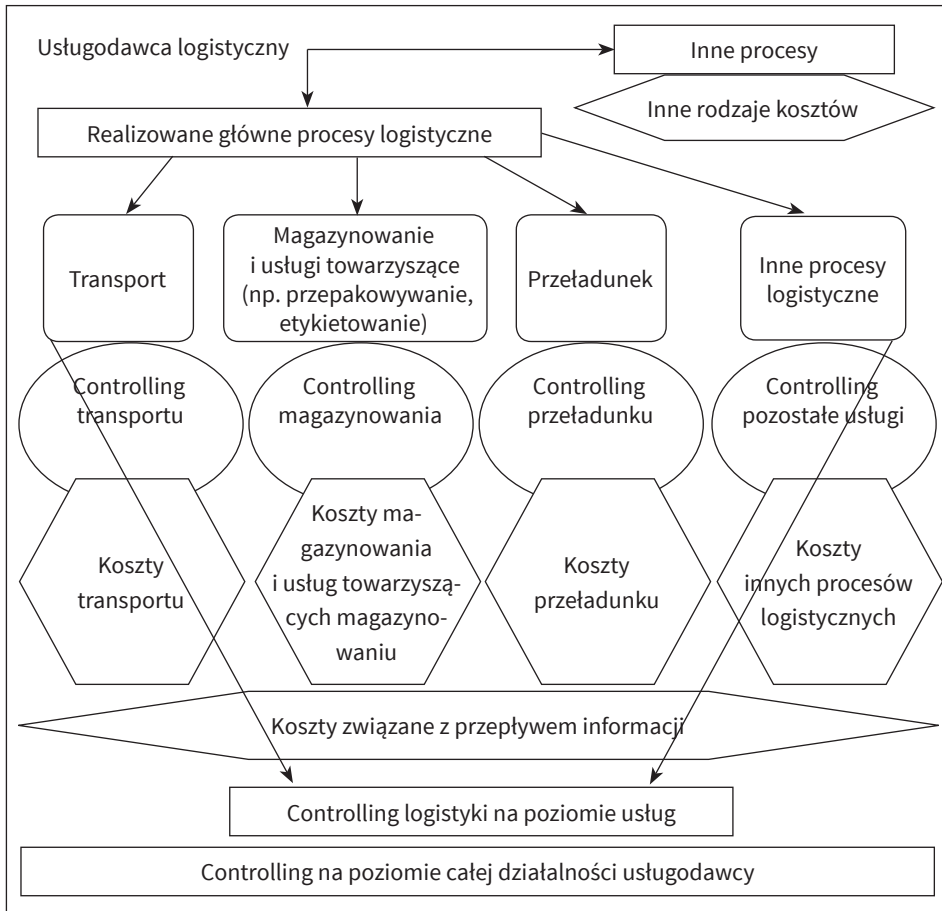 Usługodawca logistyczny
Inne procesy
Inne rodzaje kosztów
Realizowane główne procesy logistyczne
Transport
Magazynowanie
i usługi towarzyszące
(np. przepakowywanie,
etykietowanie)
Przeładunek
Inne procesy
logistyczne
Controlling
transportu
Controlling
magazynowania
Controlling
przeładunku
Controlling
pozostałe usługi
Koszty
transportu
Koszty ma-
gazynowania
i usług towarzyszą-
cych magazyno-
waniu
Koszty
przeładunku
Koszty
innych procesów
logistycznych
Koszty związane z przepływem informacji
Controlling logistyki na poziomie usług
Controlling na poziomie całej działalności usługodawcy